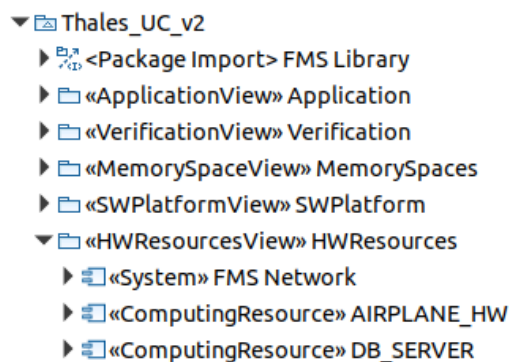 Thales_UC_v2
<Package Import> FMS Library
«ApplicationView» Application
«VerificationView» Verification
«MemorySpaceView» MemorySpaces
«SWPlatformView» SWPlatform
«HWResourcesView» HWResources
«System» FMS Network
«ComputingResource» AIRPLANE_HW
«ComputingResource» DB_SERVER